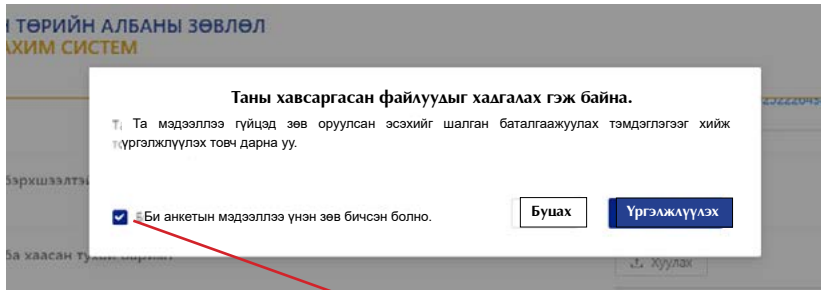 ТӨРИЙН АЛБАНЫ ЗӨВЛӨЛ
СИСТЕМ
Таны хавсаргасан файлуудыг хадгалах гэж байна.
Та мэдээллээ гүйцэд зөв оруулсан эсэхийг шалган баталгаажуулах тэмдэглэгээг хийж
үргэлжлүүлэх товч дарна уу.
Би анкетын мэдээллээ үнэн зөв бичсэн болно.
Буцах
Үргэлжлүүлэх
хаасан
Хуулах